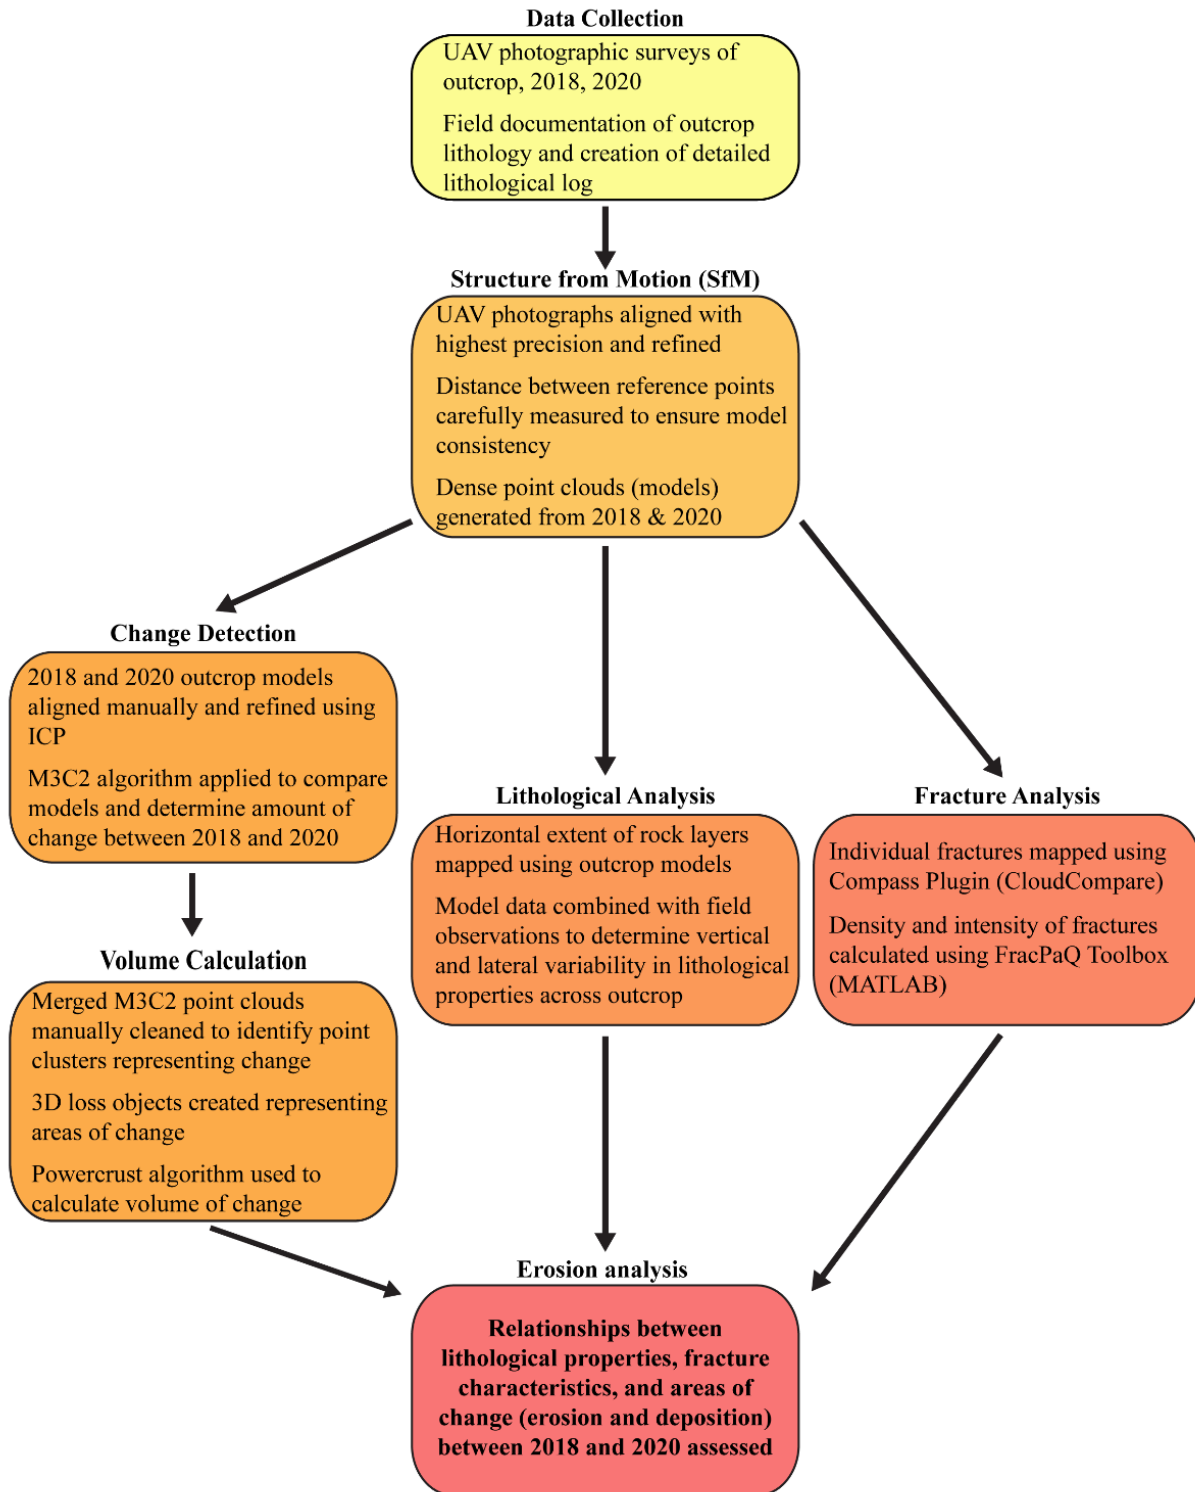 Data Collection
UAV photographic surveys of
outcrop, 2018, 2020
Field documentation of outcrop
lithology and creation of detailed
lithological log
Structure from Motion (SfM)
UAV photographs aligned with
highest precision and refined
Distance between reference points
carefully measured to ensure model
consistency
Dense point clouds (models)
generated from 2018 & 2020
Change Detection
2018 and 2020 outcrop models
aligned manually and refined using
ICP
M3C2 algorithm applied to compare
models and determine amount of
change between 2018 and 2020
Volume Calculation
Merged M3C2 point clouds
manually cleaned to identify point
clusters representing change
3D loss objects created representing
areas of change
Powercrust algorithm used to
calculate volume of change
Lithological Analysis
Horizontal extent of rock layers
mapped using outcrop models
Model data combined with field
observations to determine vertical
and lateral variability in lithological
properties across outcrop
Fracture Analysis
Individual fractures mapped using
Compass Plugin (CloudCompare)
Density and intensity of fractures
calculated using FracPaQ Toolbox
(MATLAB)
Erosion analysis
Relationships between
lithological properties, fracture
characteristics, and areas of
change (erosion and deposition)
between 2018 and 2020 assessed